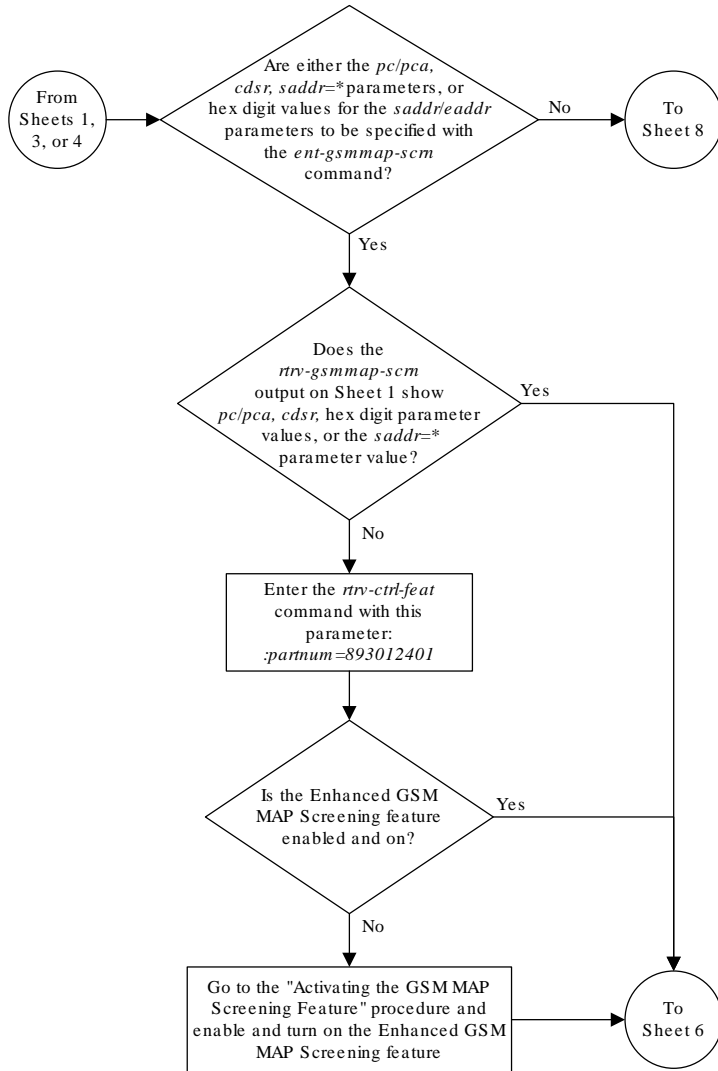 From
Sheets 1,
3, or 4
Are either the pc/pca,
cdsr, saddr=* parameters, or
hex digit values for the saddr/eaddr
parameters to be specified with
the ent-gsmmap-scrn
command?
No
To
Sheet 8
Yes
Does the
rtrv-gsmmap-scrn
output on Sheet 1 show
pc/pca, cdsr, hex digit parameter
values, or the saddr=*
parameter value?
Yes
No
Enter the rtrv-ctrl-feat
command with this
parameter:
:partnum=893012401
Is the Enhanced GSM
MAP Screening feature
enabled and on?
Yes
No
Go to the "Activating the GSM MAP
Screening Feature" procedure and
enable and turn on the Enhanced GSM
MAP Screening feature
To
Sheet 6